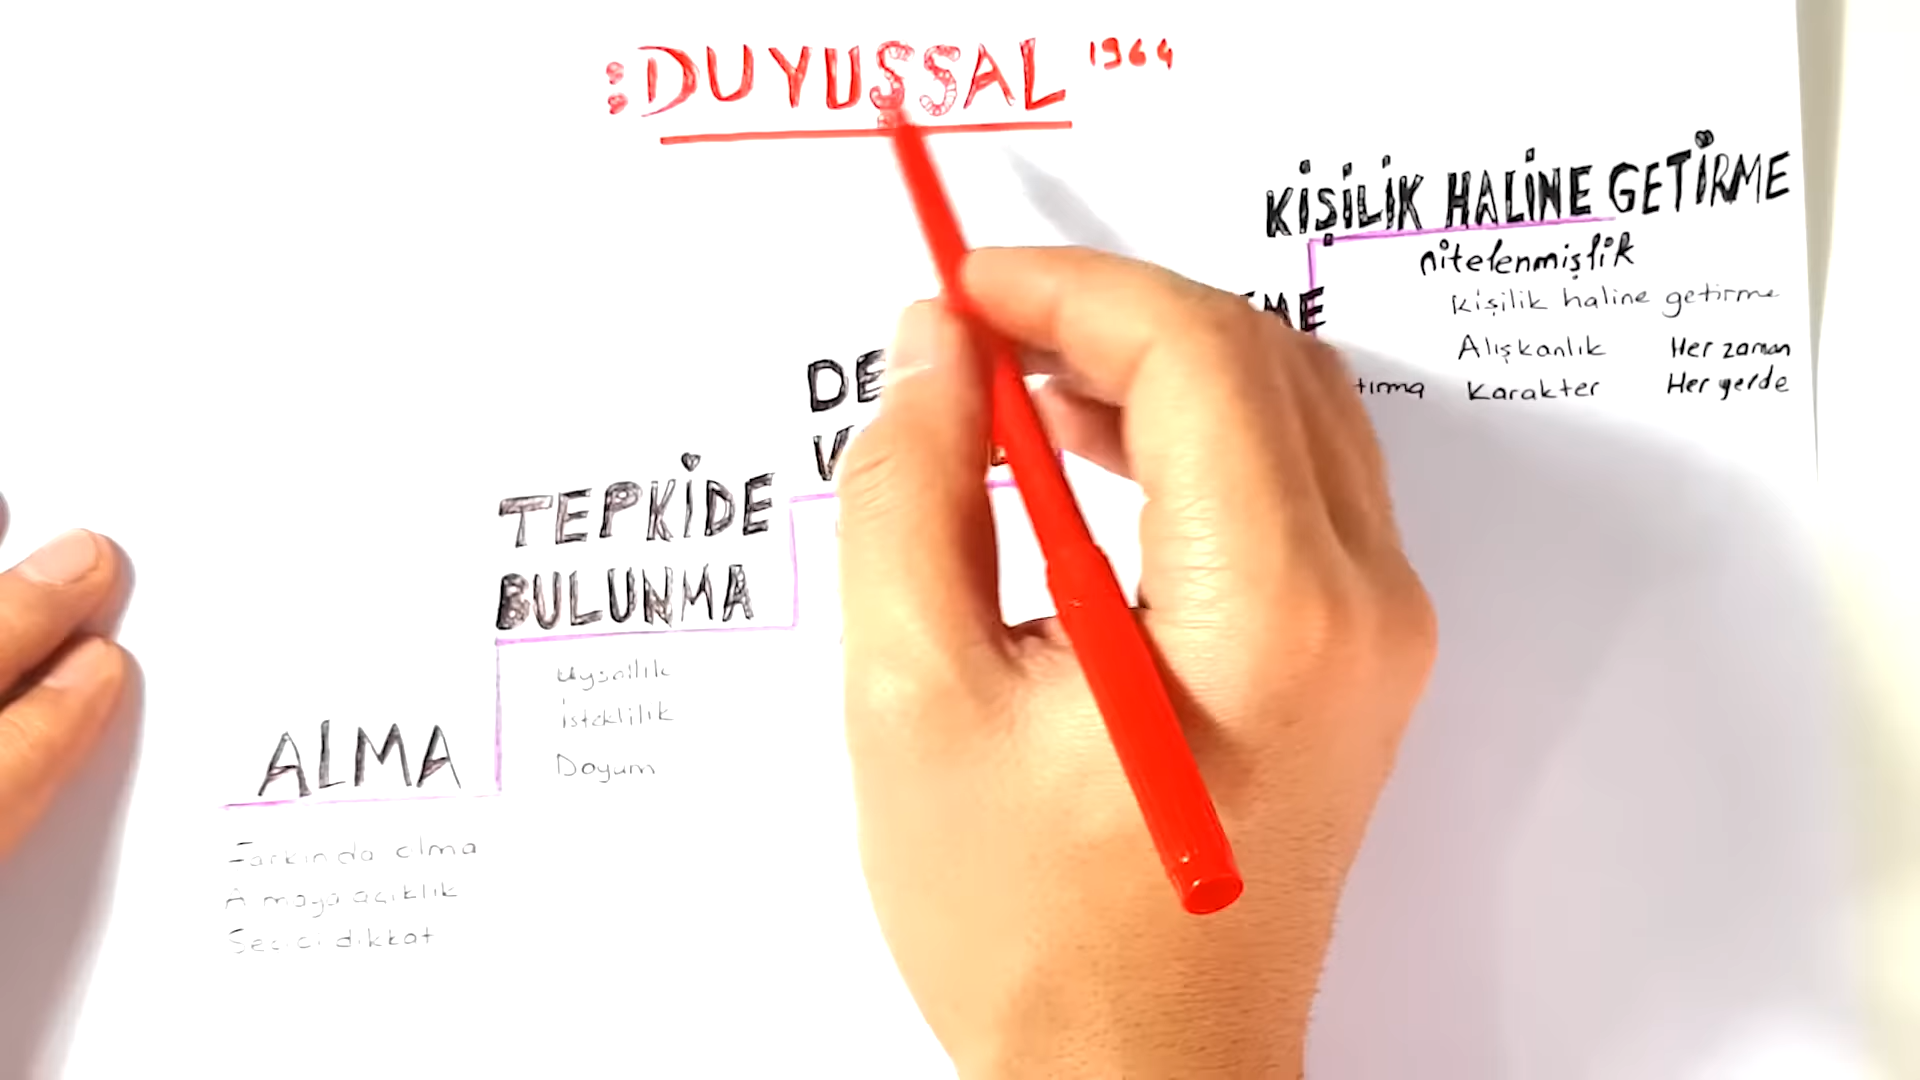 :DUYUŞSAL 1964
KİŞİLİK HALİNE GETİRME
nitelenmişlik
Kişilik haline getirme
Alışkanlık Her zaman
Karakter Her yerde
TEPKİDE
BULUNMA
Uysallık
İsteklilik
Doyum
ALMA
Farkında olma
Almaya açıklık
Seçici dikkat